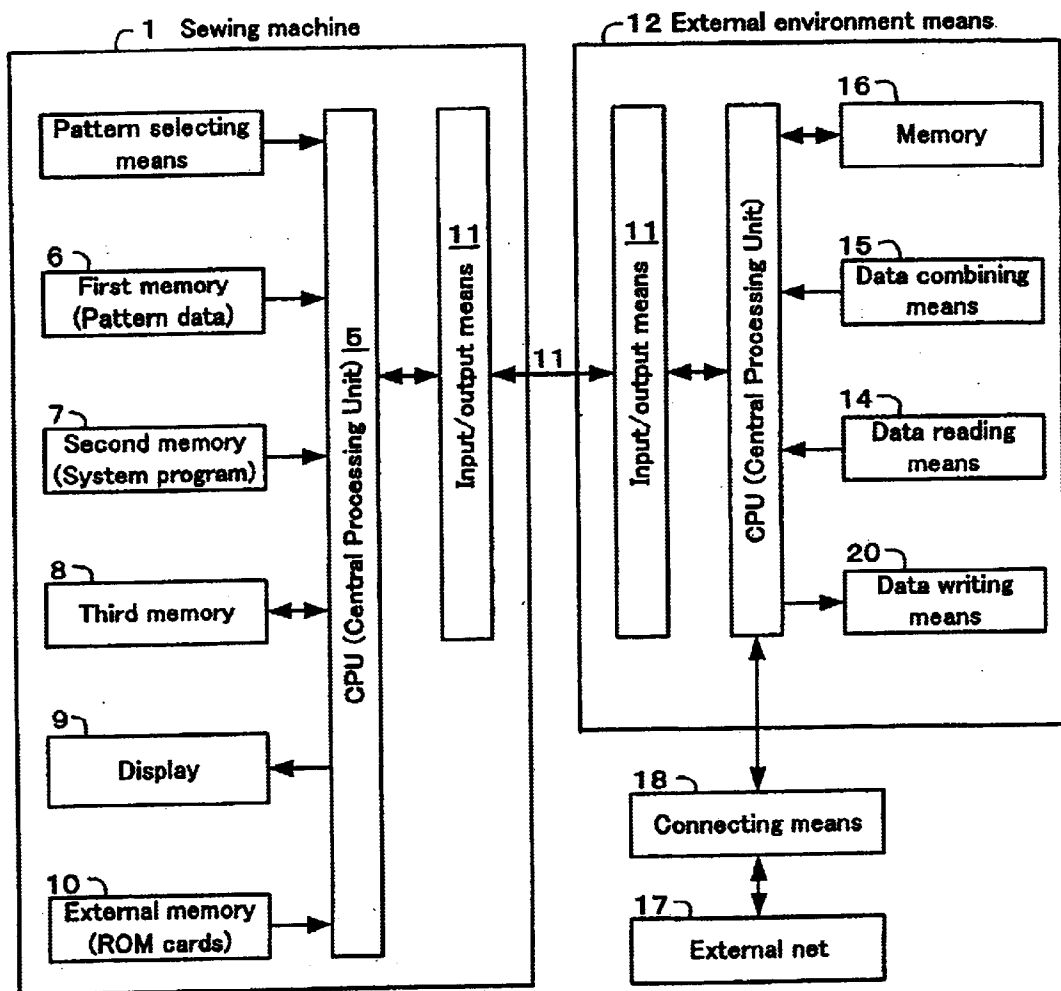 1 Sewing machine
Pattern selecting
means
6
First memory
(Pattern data)
7
Second memory
(System program)
8
Third memory
9
Display
10
External memory
(ROM cards)
CPU (Central Processing Unit)
Input/output means 11
11
12 External environment means
Input/output means 11
CPU (Central Processing Unit)
16
Memory
15
Data combining
means
14
Data reading
means
20
Data writing
means
18
Connecting means
17
External net